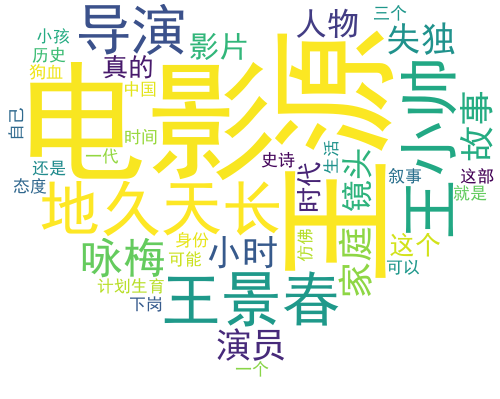 小孩
历史
狗血
导演
影片
真的
人物
三个
失独
电影
源
王
王小帅
故事
自己
中国
时间
一代
还是
态度
史诗
时代
生活
镜头
叙事
这部
就是
地久天长
咏梅
身份
可能
小时
仿佛
家庭
这个
可以
计划生育
下岗
王景春
演员
一个